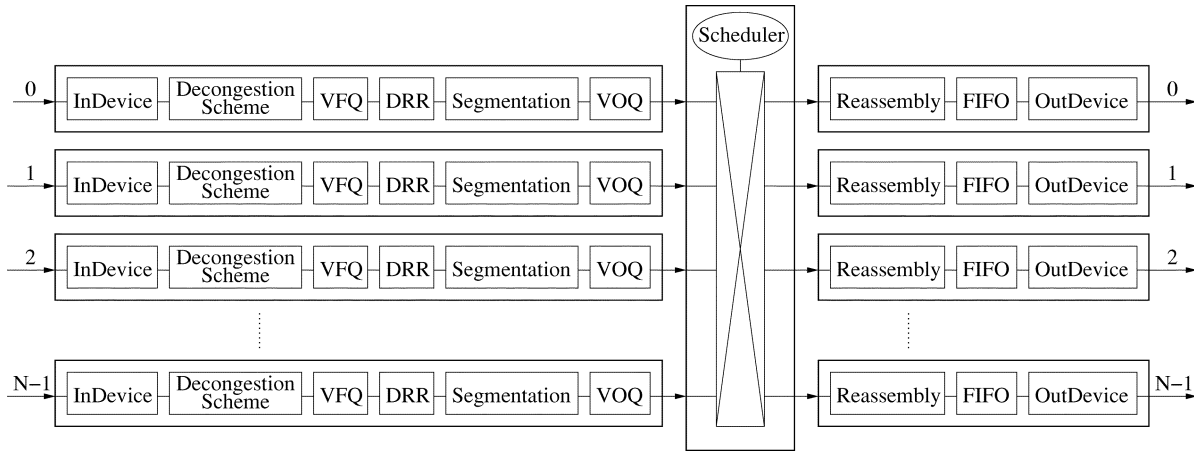 Scheduler
0
InDevice
Decongestion
Scheme
VFQ
DRR
Segmentation
VOQ
Reassembly
FIFO
OutDevice
0
1
InDevice
Decongestion
Scheme
VFQ
DRR
Segmentation
VOQ
Reassembly
FIFO
OutDevice
1
2
InDevice
Decongestion
Scheme
VFQ
DRR
Segmentation
VOQ
Reassembly
FIFO
OutDevice
2
N−1
InDevice
Decongestion
Scheme
VFQ
DRR
Segmentation
VOQ
Reassembly
FIFO
OutDevice
N−1